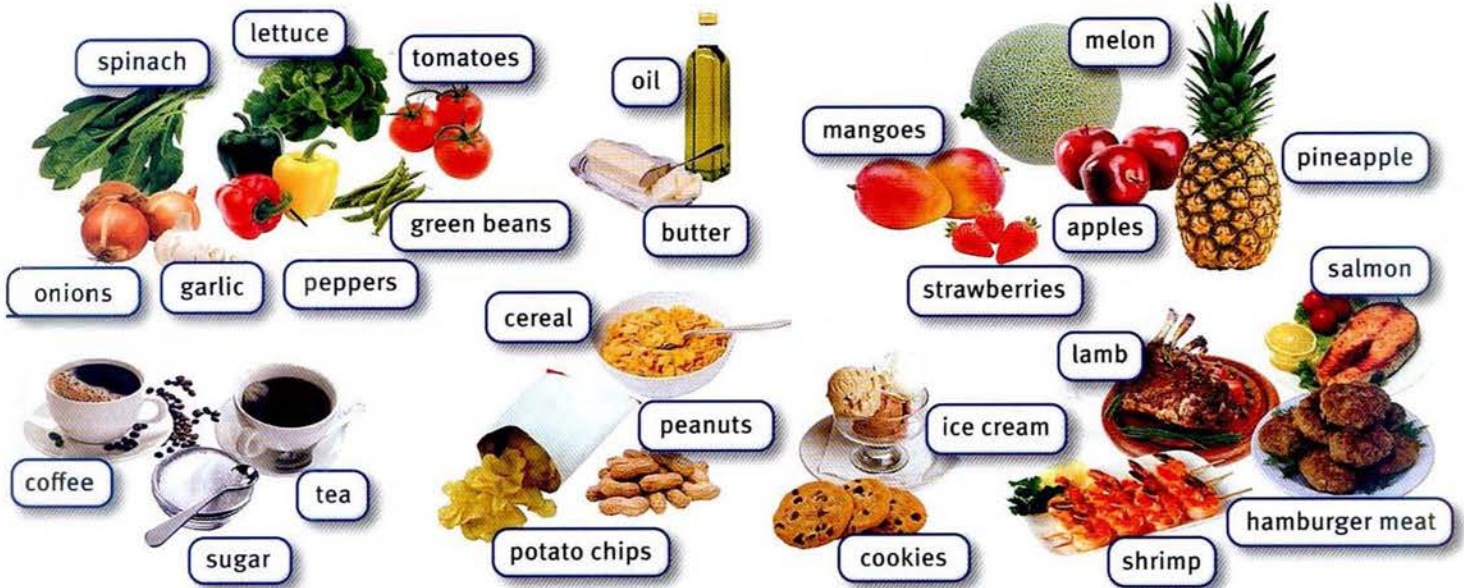 spinach
lettuce
tomatoes
onions
garlic
peppers
green beans
oil
butter
melon
mangoes
strawberries
apples
pineapple
coffee
sugar
tea
cereal
peanuts
potato chips
ice cream
cookies
lamb
salmon
shrimp
hamburger meat